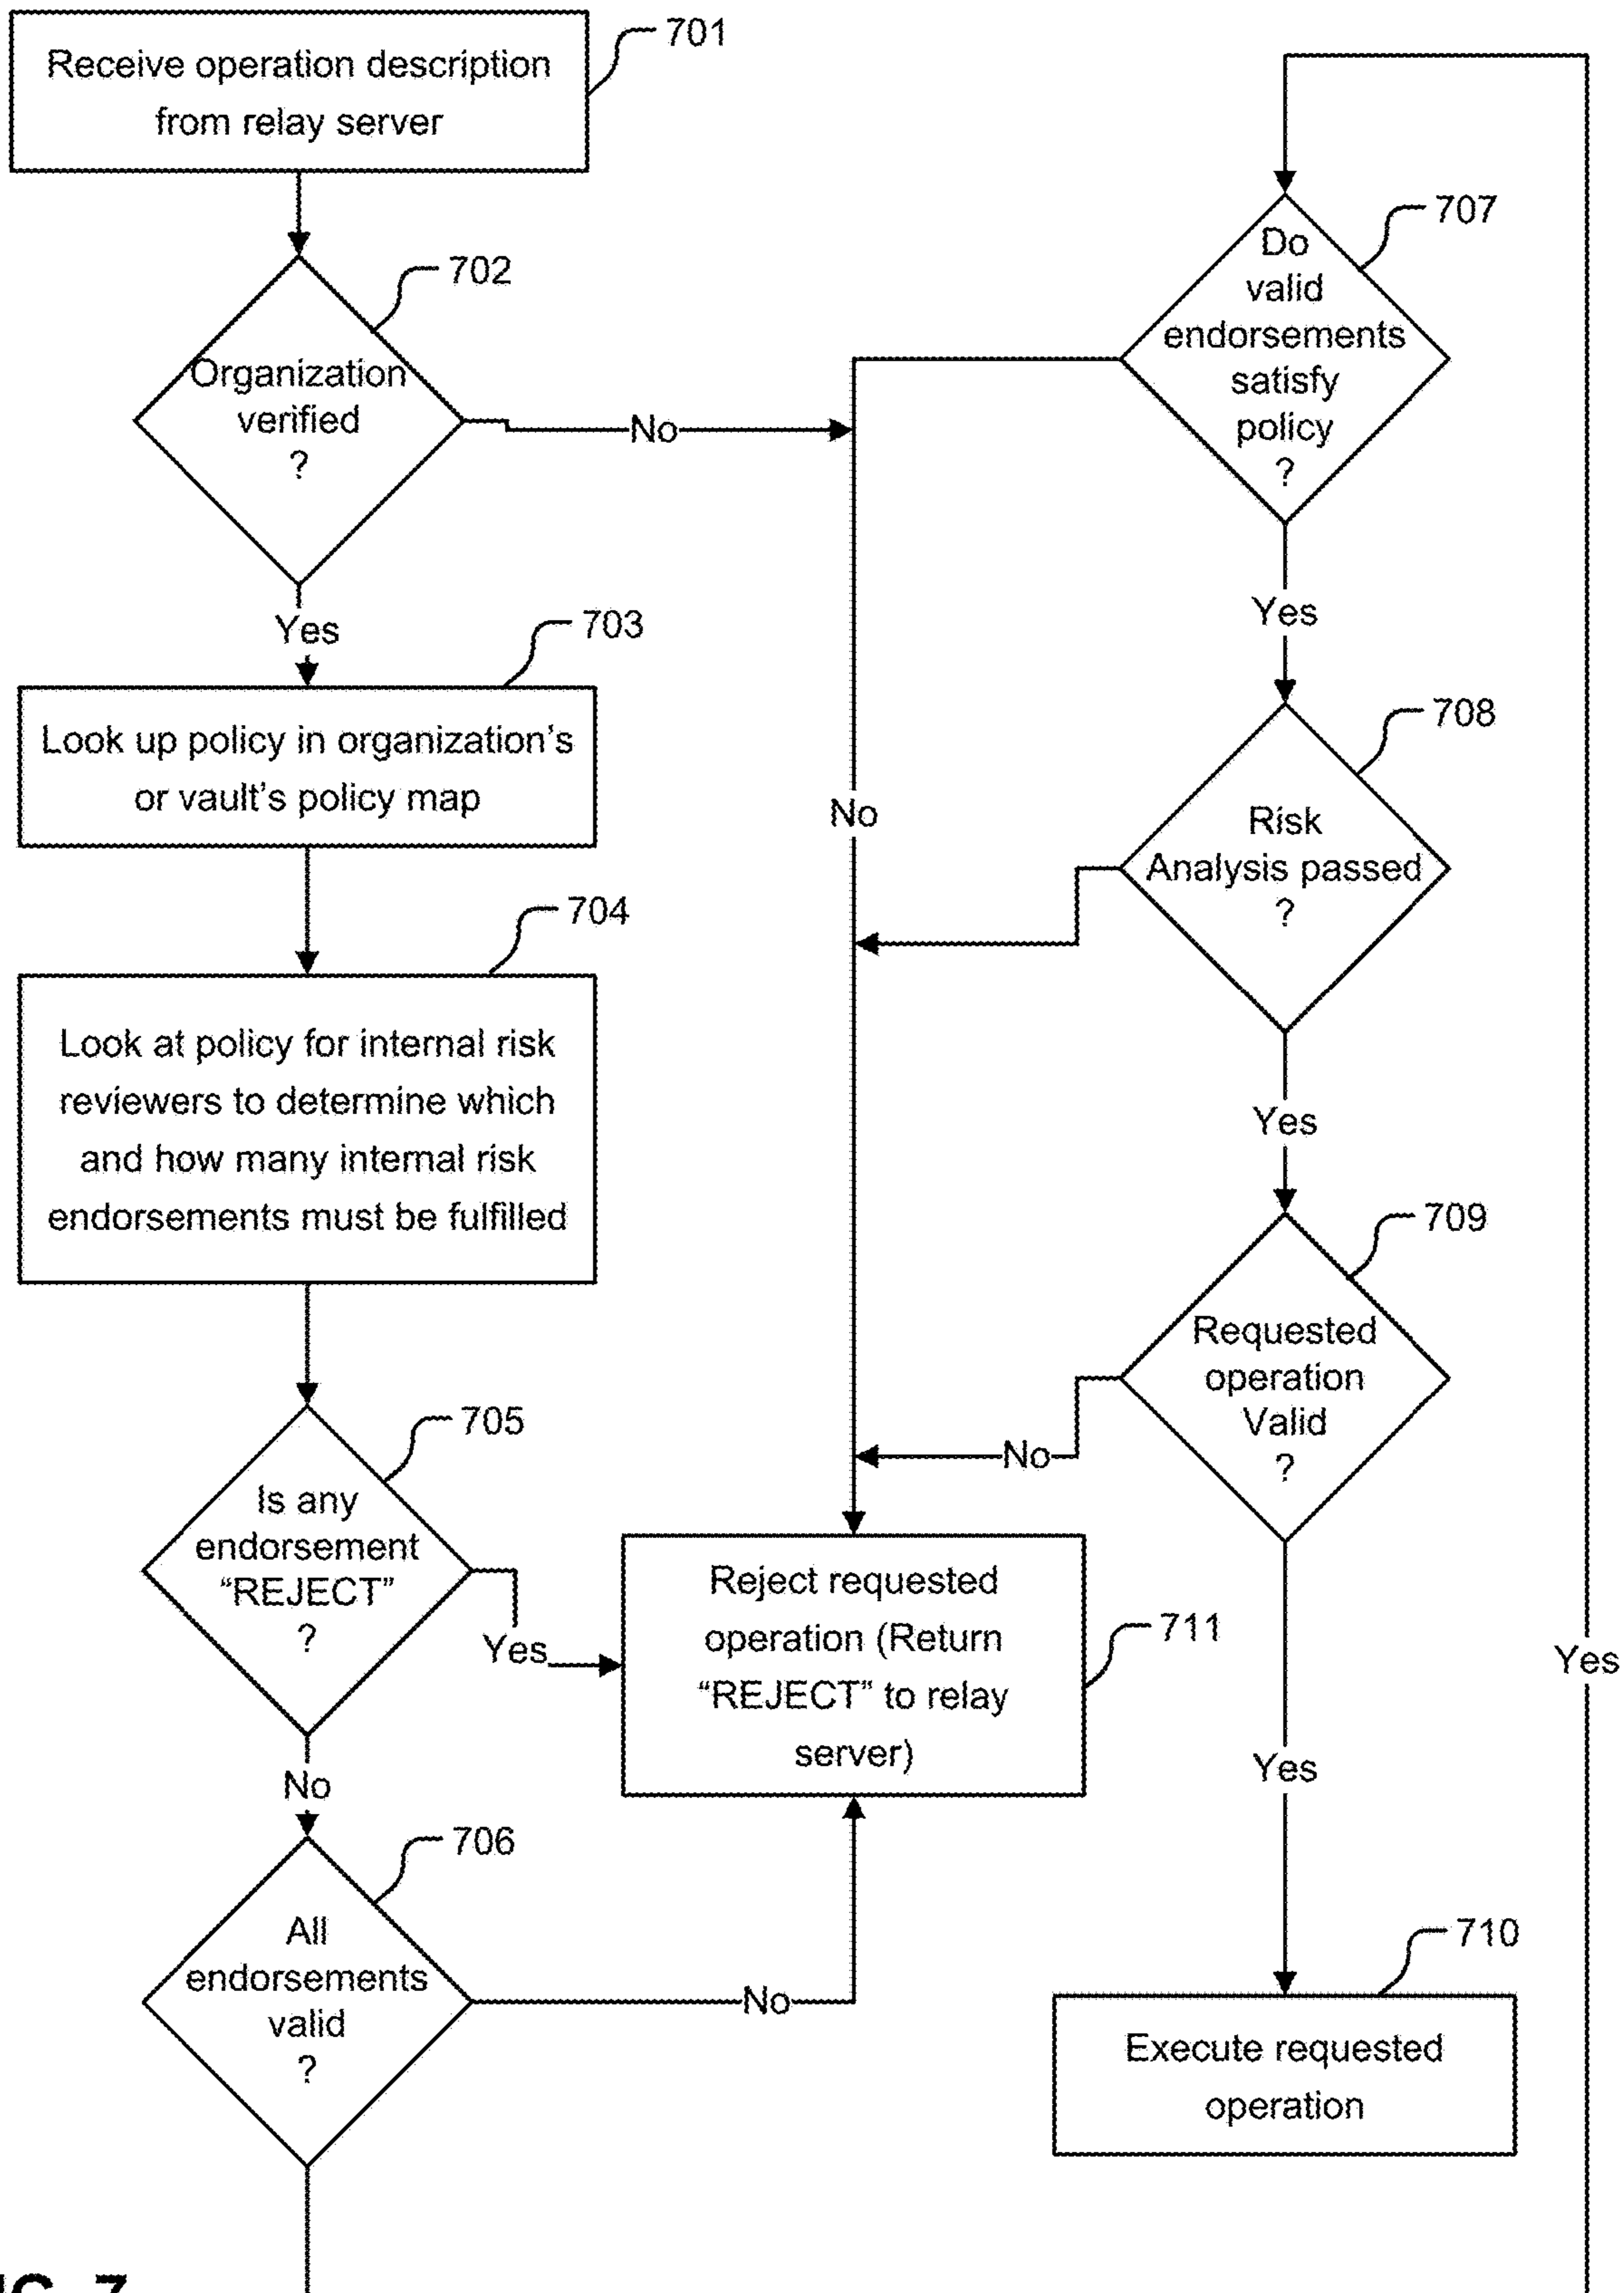 701
Receive operation description
from relay server
702
Organization
verified
?
No
Yes
703
Look up policy in organization's
or vault's policy map
704
Look at policy for internal risk
reviewers to determine which
and how many internal risk
endorsements must be fulfilled
705
Is any
endorsement
“REJECT”
?
Yes
No
706
All
endorsements
valid
?
No
707
Do
valid
endorsements
satisfy
policy
?
No
Yes
708
Risk
Analysis passed
?
Yes
709
Requested
operation
Valid
?
No
Yes
711
Reject requested
operation (Return
“REJECT” to relay
server)
710
Execute requested
operation
Yes